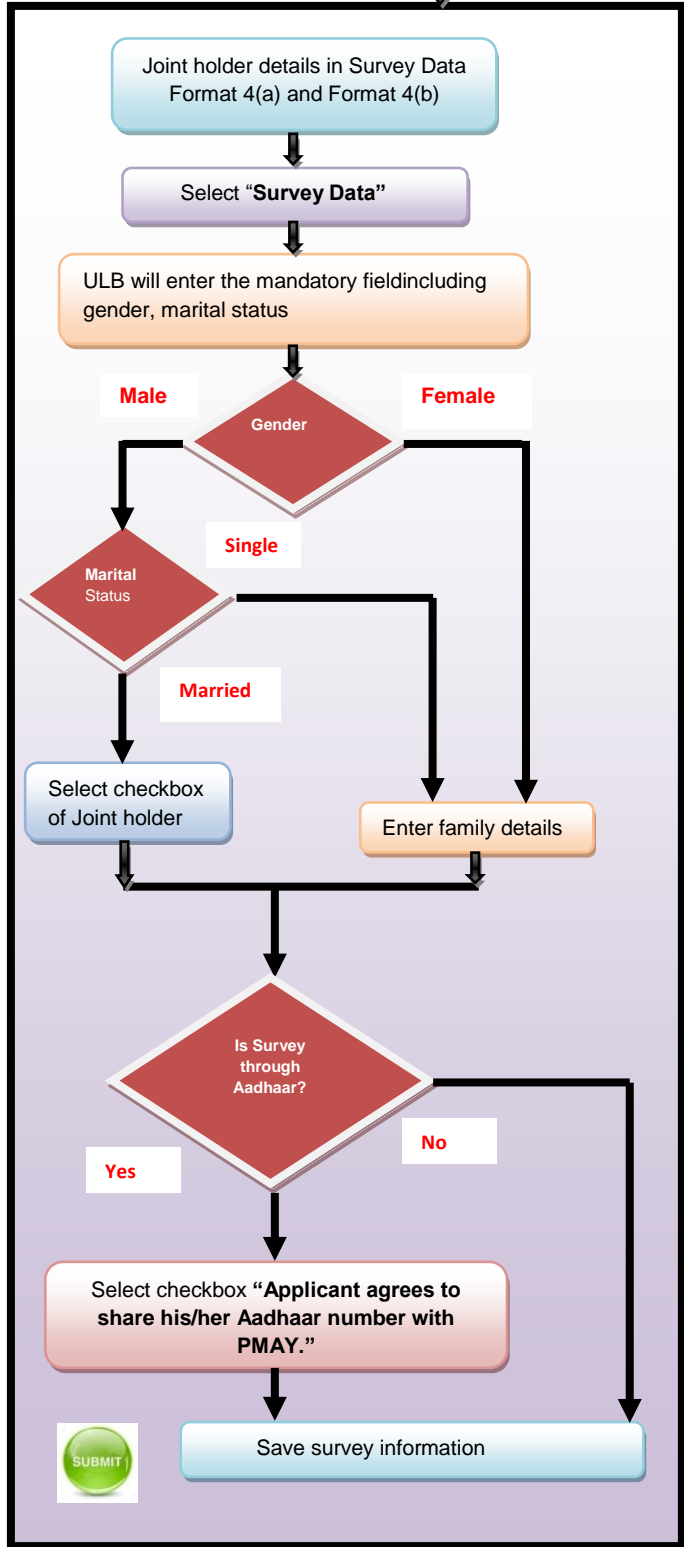 Joint holder details in Survey Data
Format 4(a) and Format 4(b)
Select “Survey Data”
ULB will enter the mandatory fieldincluding
gender, marital status
Male
Female
Gender
Single
Marital
Status
Married
Select checkbox
of Joint holder
Enter family details
Is Survey
through
Aadhaar?
No
Yes
Select checkbox “Applicant agrees to
share his/her Aadhaar number with
PMAY.”
Save survey information
SUBMIT